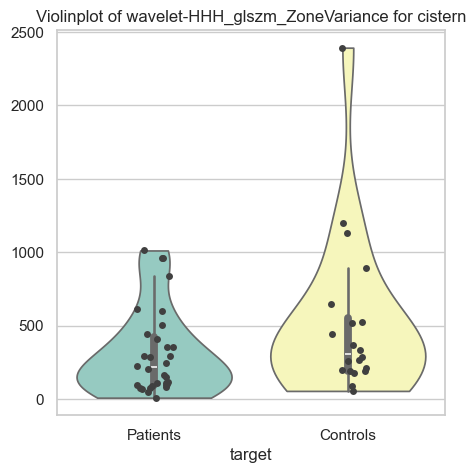 Violinplot of wavelet-HHH_glszm_ZoneVariance for cistern
2500
2000
1500
1000
500
0
Patients Controls
target